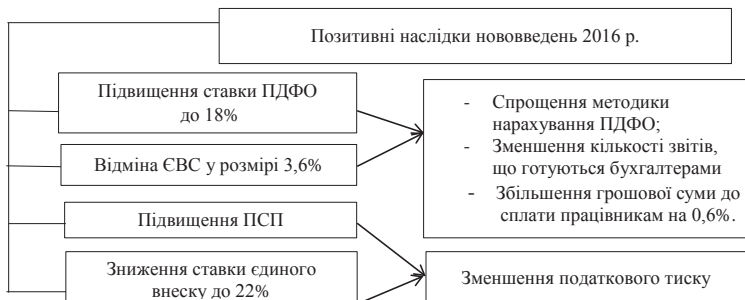 Позитивні наслідки нововведень 2016 р.
Підвищення ставки ПДФО
до 18%
Відміна ЄВС у розмірі 3,6%
Підвищення ПСП
Зниження ставки єдиного
внеску до 22%
- Спрощення методики
нарахування ПДФО;
- Зменшення кількості звітів,
що готуються бухгалтерами
- Збільшення грошової суми до
сплати працівникам на 0,6%.
Зменшення податкового тиску